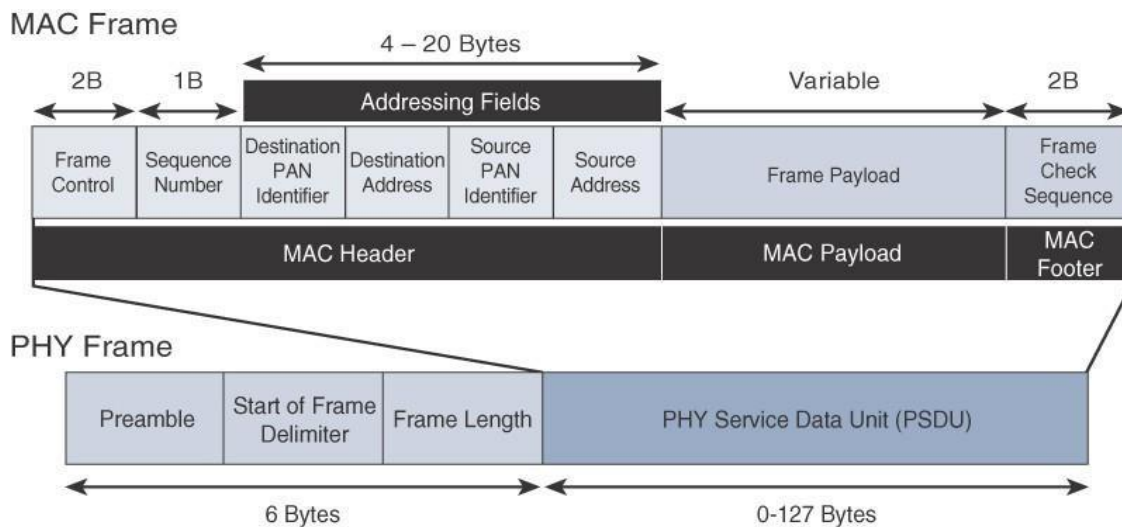 MAC Frame
4 – 20 Bytes
2B
1B
Addressing Fields
Variable
2B
Frame
Control
Sequence
Number
Destination
PAN
Identifier
Destination
Address
Source
PAN
Identifier
Source
Address
Frame Payload
Frame
Check
Sequence
MAC Header
MAC Payload
MAC
Footer
PHY Frame
Preamble
Start of Frame
Delimiter
Frame Length
PHY Service Data Unit (PSDU)
6 Bytes
0-127 Bytes